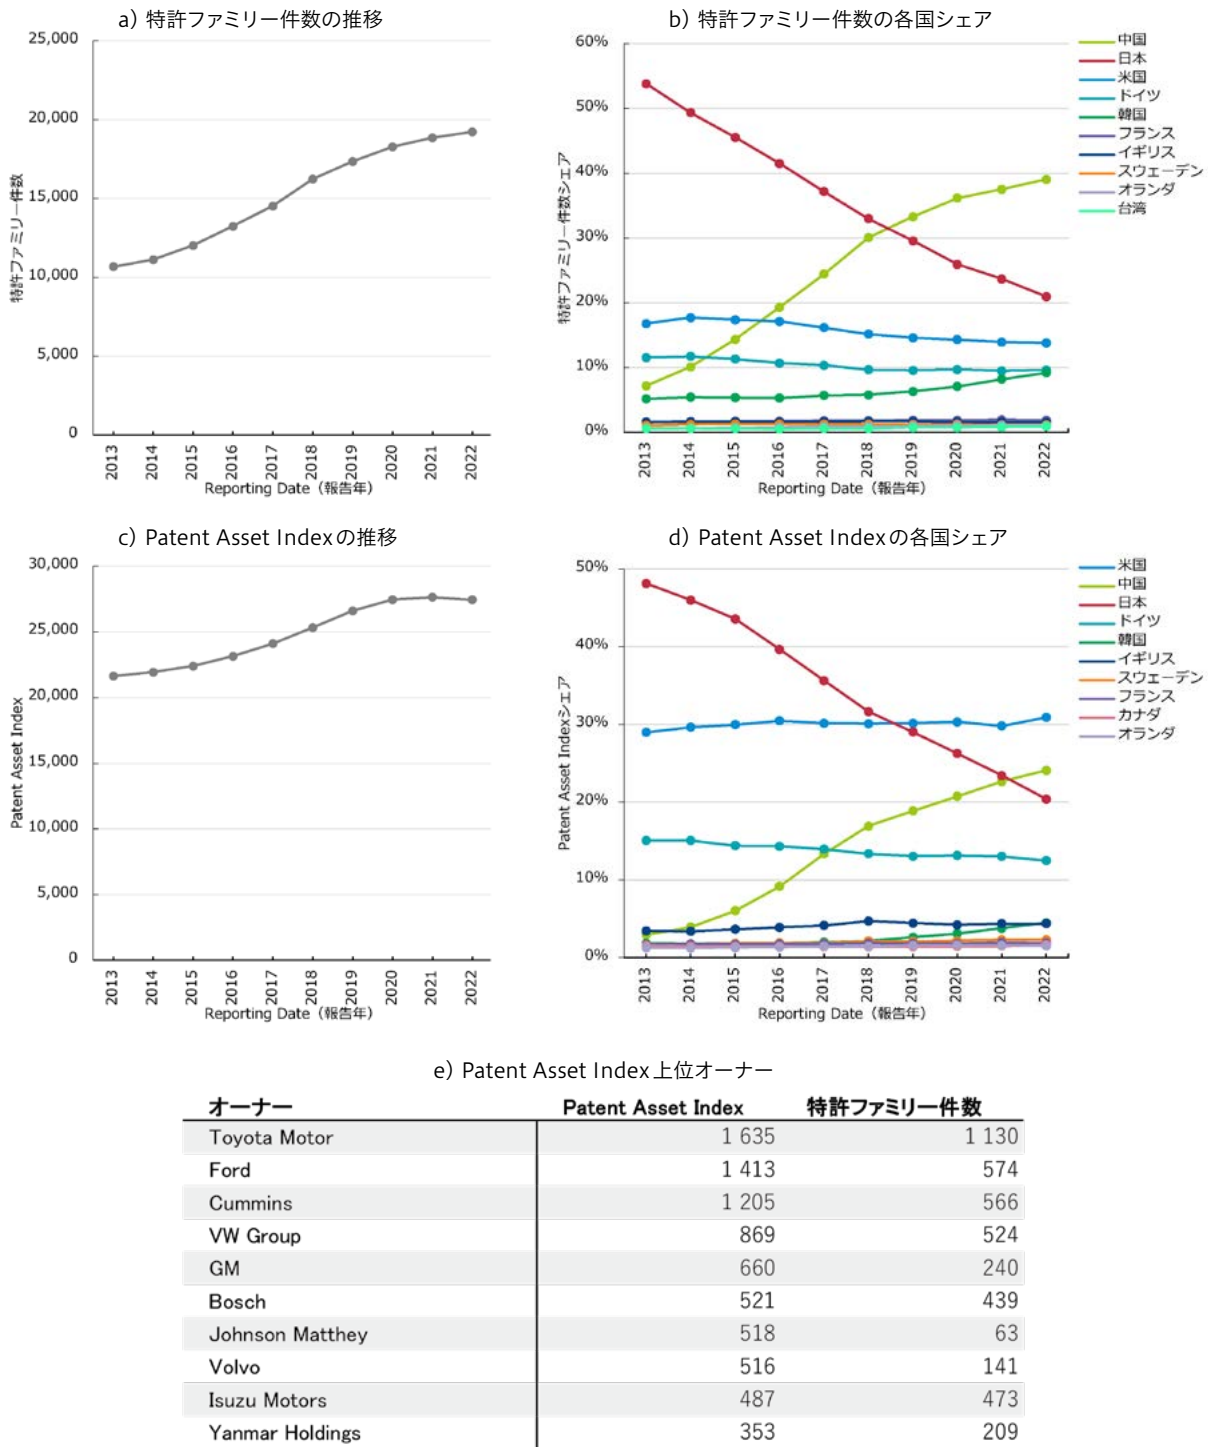 a) 特許ファミリー件数の推移
25,000
20,000
15,000
10,000
5,000
0
特許ファミリー件数
2013 2014 2015 2016 2017 2018 2019 2020 2021 2022
Reporting Date（報告年）
b) 特許ファミリー件数の各国シェア
60%
50%
40%
30%
20%
10%
0%
特許ファミリー件数シェア
2013 2014 2015 2016 2017 2018 2019 2020 2021 2022
Reporting Date（報告年）
中国
日本
米国
ドイツ
韓国
フランス
イギリス
スウェーデン
オランダ
台湾
c) Patent Asset Indexの推移
30,000
25,000
20,000
15,000
10,000
5,000
0
Patent Asset Index
2013 2014 2015 2016 2017 2018 2019 2020 2021 2022
Reporting Date（報告年）
d) Patent Asset Indexの各国シェア
50%
40%
30%
20%
10%
0%
Patent Asset Indexシェア
2013 2014 2015 2016 2017 2018 2019 2020 2021 2022
Reporting Date（報告年）
米国
中国
日本
ドイツ
韓国
イギリス
スウェーデン
フランス
カナダ
オランダ
e) Patent Asset Index上位オーナー
オーナー Patent Asset Index 特許ファミリー件数
Toyota Motor 1 635 1 130
Ford 1 413 574
Cummins 1 205 566
VW Group 869 524
GM 660 240
Bosch 521 439
Johnson Matthey 518 63
Volvo 516 141
Isuzu Motors 487 473
Yanmar Holdings 353 209